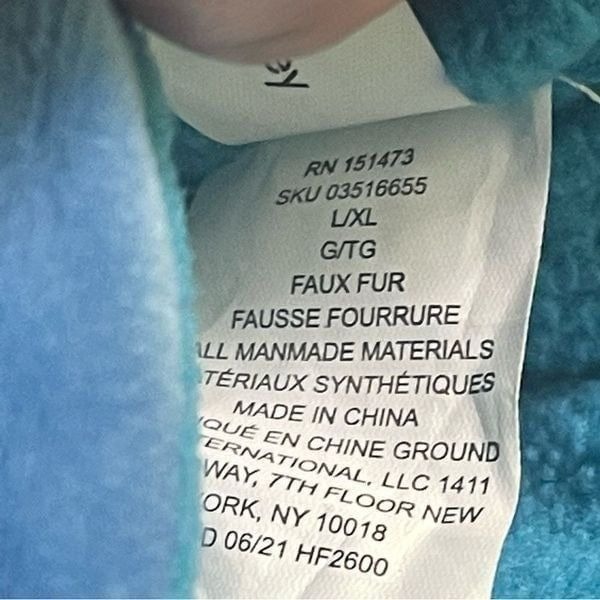 RN 151473
SKU 03516655
L/XL
G/TG
FAUX FUR
FAUSSE FOURRURE
ALL MANMADE MATERIALS
TÉRIAUX SYNTHÉTIQUES
MADE IN CHINA
QUÉ EN CHINE GROUND
ERNATIONAL, LLC 1411
WAY, 7TH FLOOR NEW
ORK, NY 10018
D 06/21 HF2600